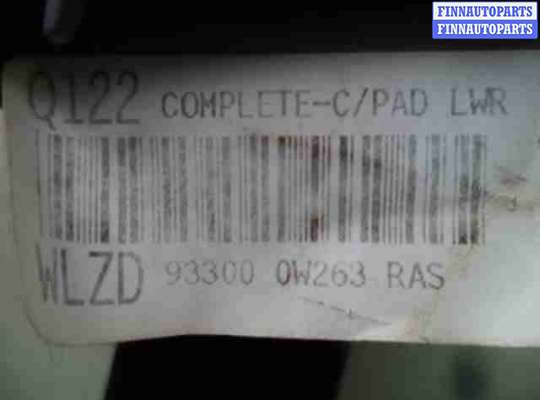 FINNAUTOPARTS
FINNAUTOPARTS
Q122 COMPLETE-C/PAD LWR
WLZD 93300 0W263 RAS